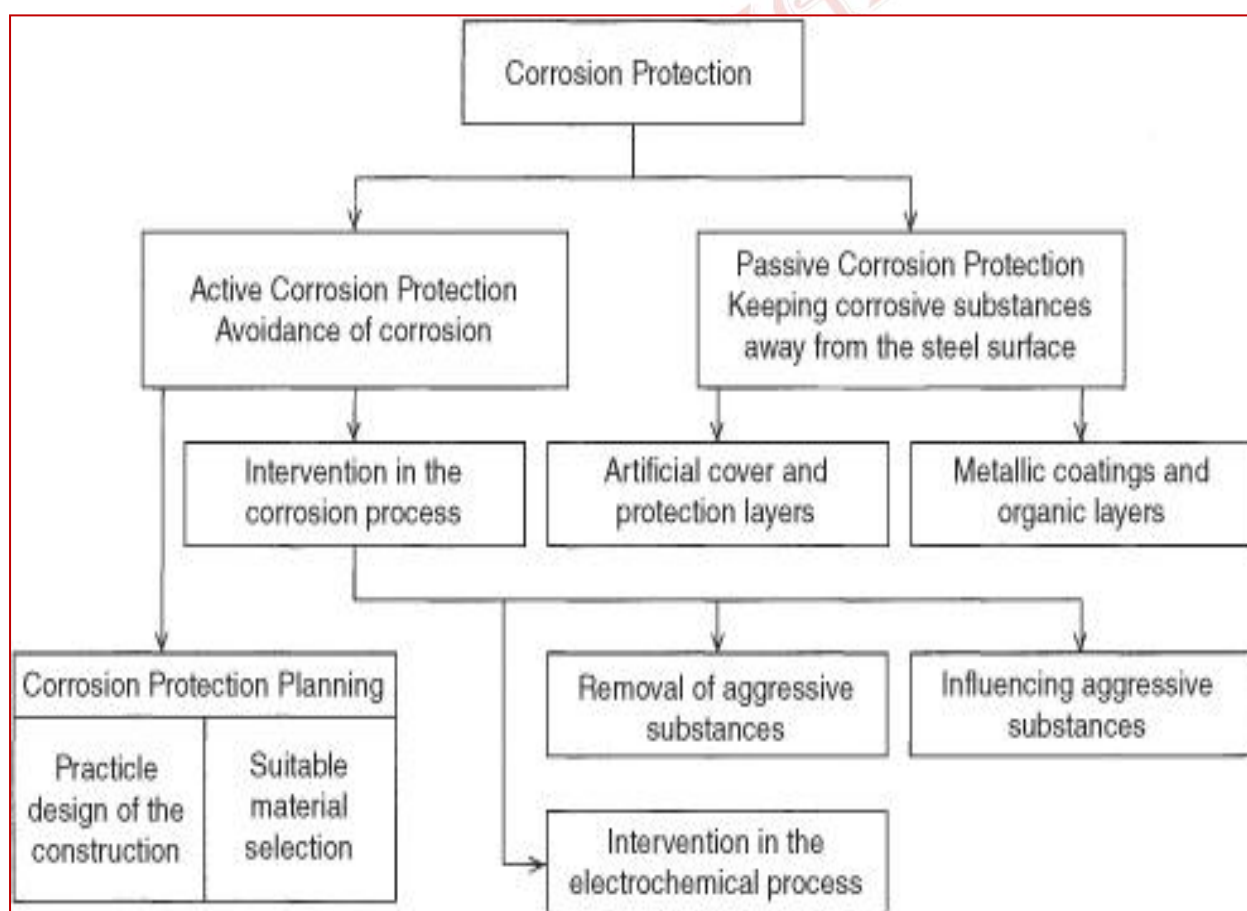 Corrosion Protection
Active Corrosion Protection
Avoidance of corrosion
Passive Corrosion Protection
Keeping corrosive substances
away from the steel surface
Intervention in the
corrosion process
Artificial cover and
protection layers
Metallic coatings and
organic layers
Corrosion Protection Planning
Practicle
design of the
construction
Suitable
material
selection
Removal of aggressive
substances
Influencing aggressive
substances
Intervention in the
electrochemical process